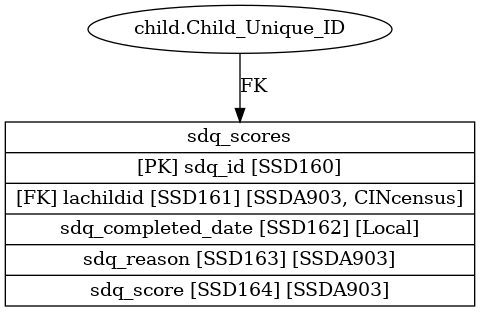 child.Child_Unique_ID
FK
sdq_scores
[PK] sdq_id [SSD160]
[FK] lachildid [SSD161] [SSDA903, CINcensus]
sdq_completed_date [SSD162] [Local]
sdq_reason [SSD163] [SSDA903]
sdq_score [SSD164] [SSDA903]